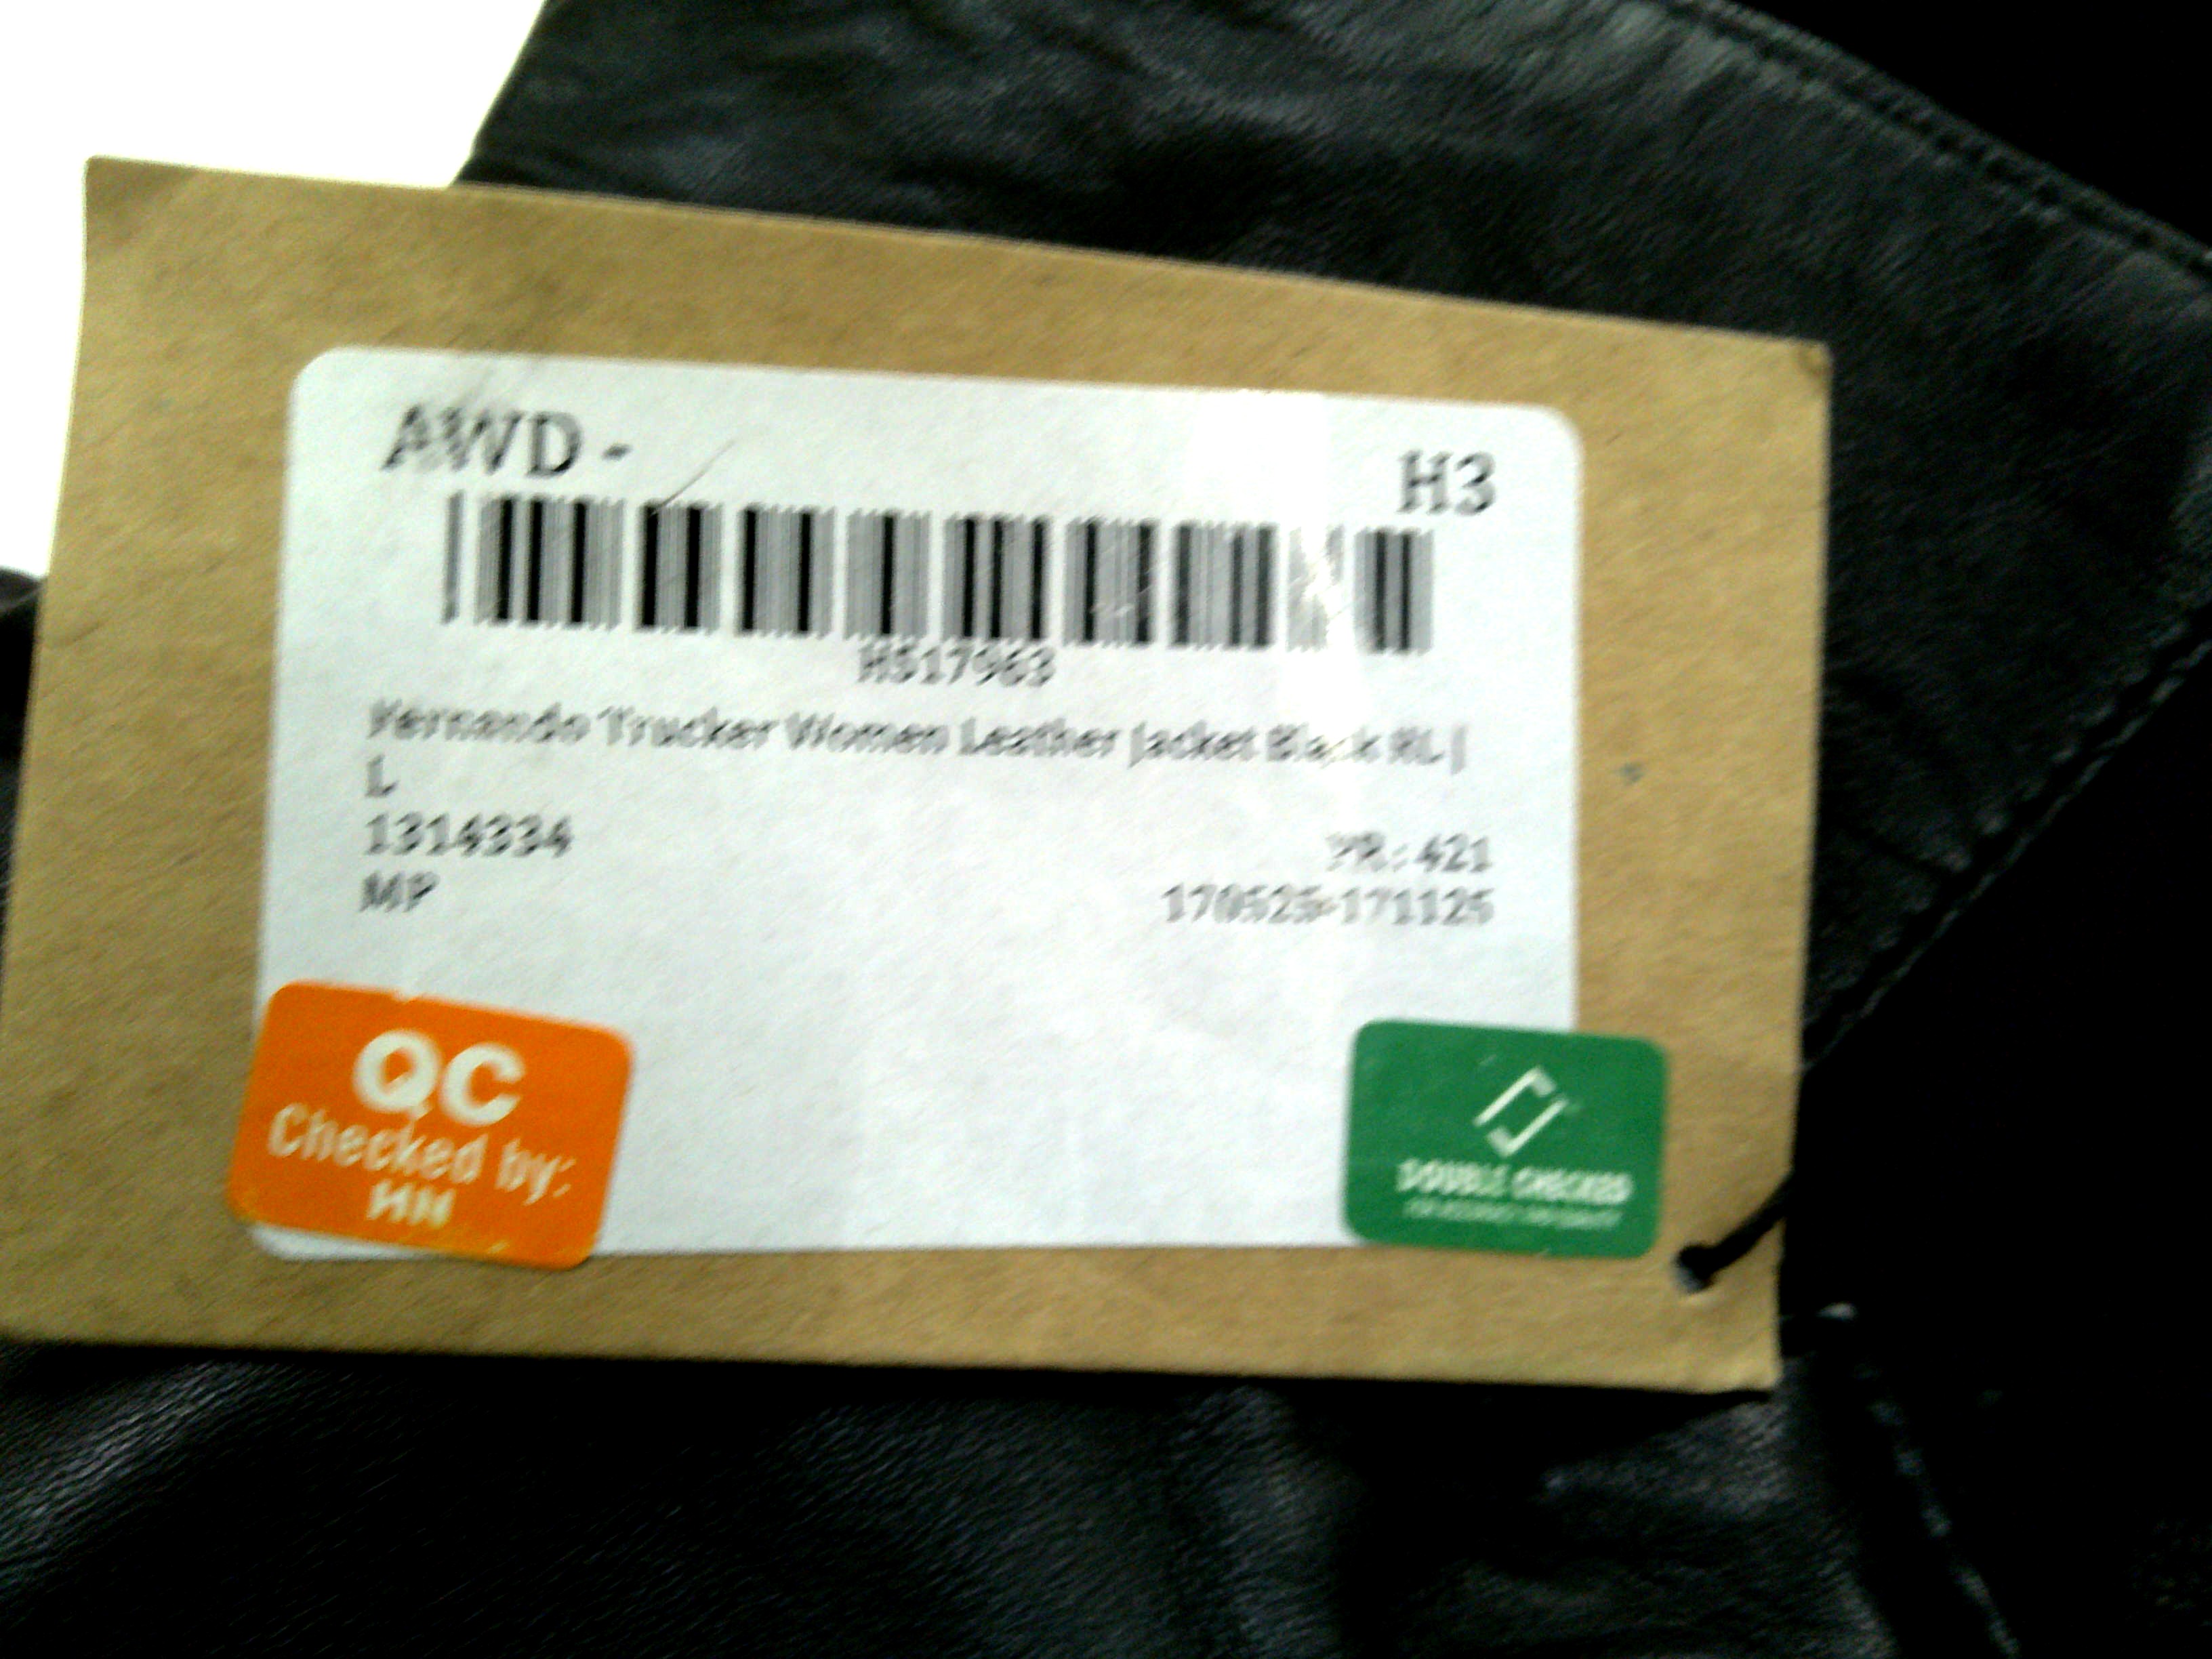 AWD - H3
H517963
Fernando Trucker Women Leather Jacket Black RL |
L
1314334 PR:421
MP 170525-171125
QC
Checked by:
HN
DOUBLE CHECKED